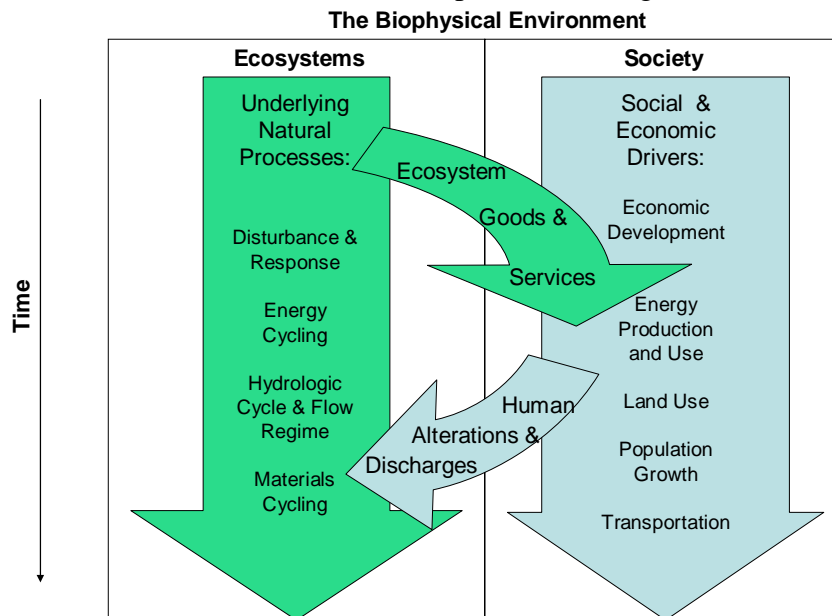 The Biophysical Environment
Ecosystems
Society
Time
Underlying
Natural
Processes:
Disturbance &
Response
Energy
Cycling
Hydrologic
Cycle & Flow
Regime
Materials
Cycling
Ecosystem
Goods &
Services
Human
Alterations &
Discharges
Social &
Economic
Drivers:
Economic
Development
Energy
Production
and Use
Land Use
Population
Growth
Transportation